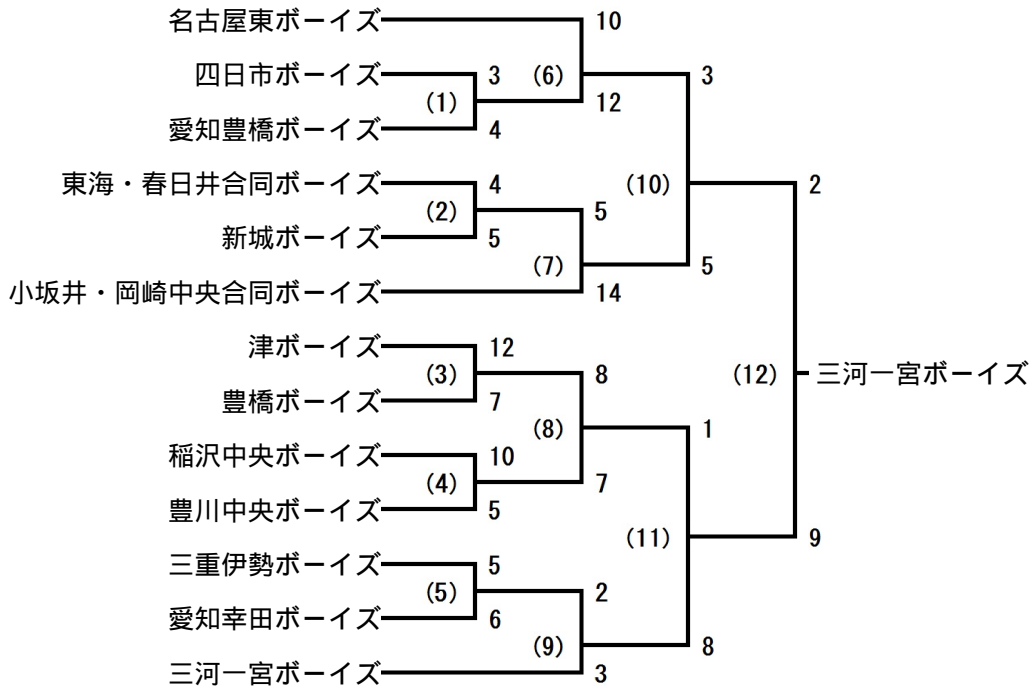 名古屋東ボーイズ 10
四日市ボーイズ 3 (6) 3
(1) 12
愛知豊橋ボーイズ 4
東海・春日井合同ボーイズ 4 (10) 2
(2) 5
新城ボーイズ 5
(7) 5
小坂井・岡崎中央合同ボーイズ 14
津ボーイズ 12
(3) 8 (12) 三河一宮ボーイズ
豊橋ボーイズ 7
(8) 1
稲沢中央ボーイズ 10
(4) 7
豊川中央ボーイズ 5
(11) 9
三重伊勢ボーイズ 5
(5) 2
愛知幸田ボーイズ 6
(9) 8
三河一宮ボーイズ 3